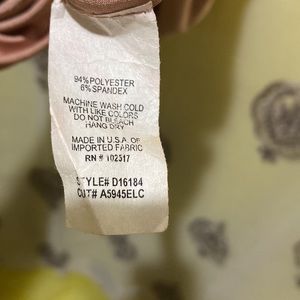 94% POLYESTER
6% SPANDEX
MACHINE WASH COLD
WITH LIKE COLORS
DO NOT BLEACH
HANG DRY
MADE IN U.S.A. OF
IMPORTED FABRIC
RN # 102517
STYLE# D16184
CUT# A5945ELC